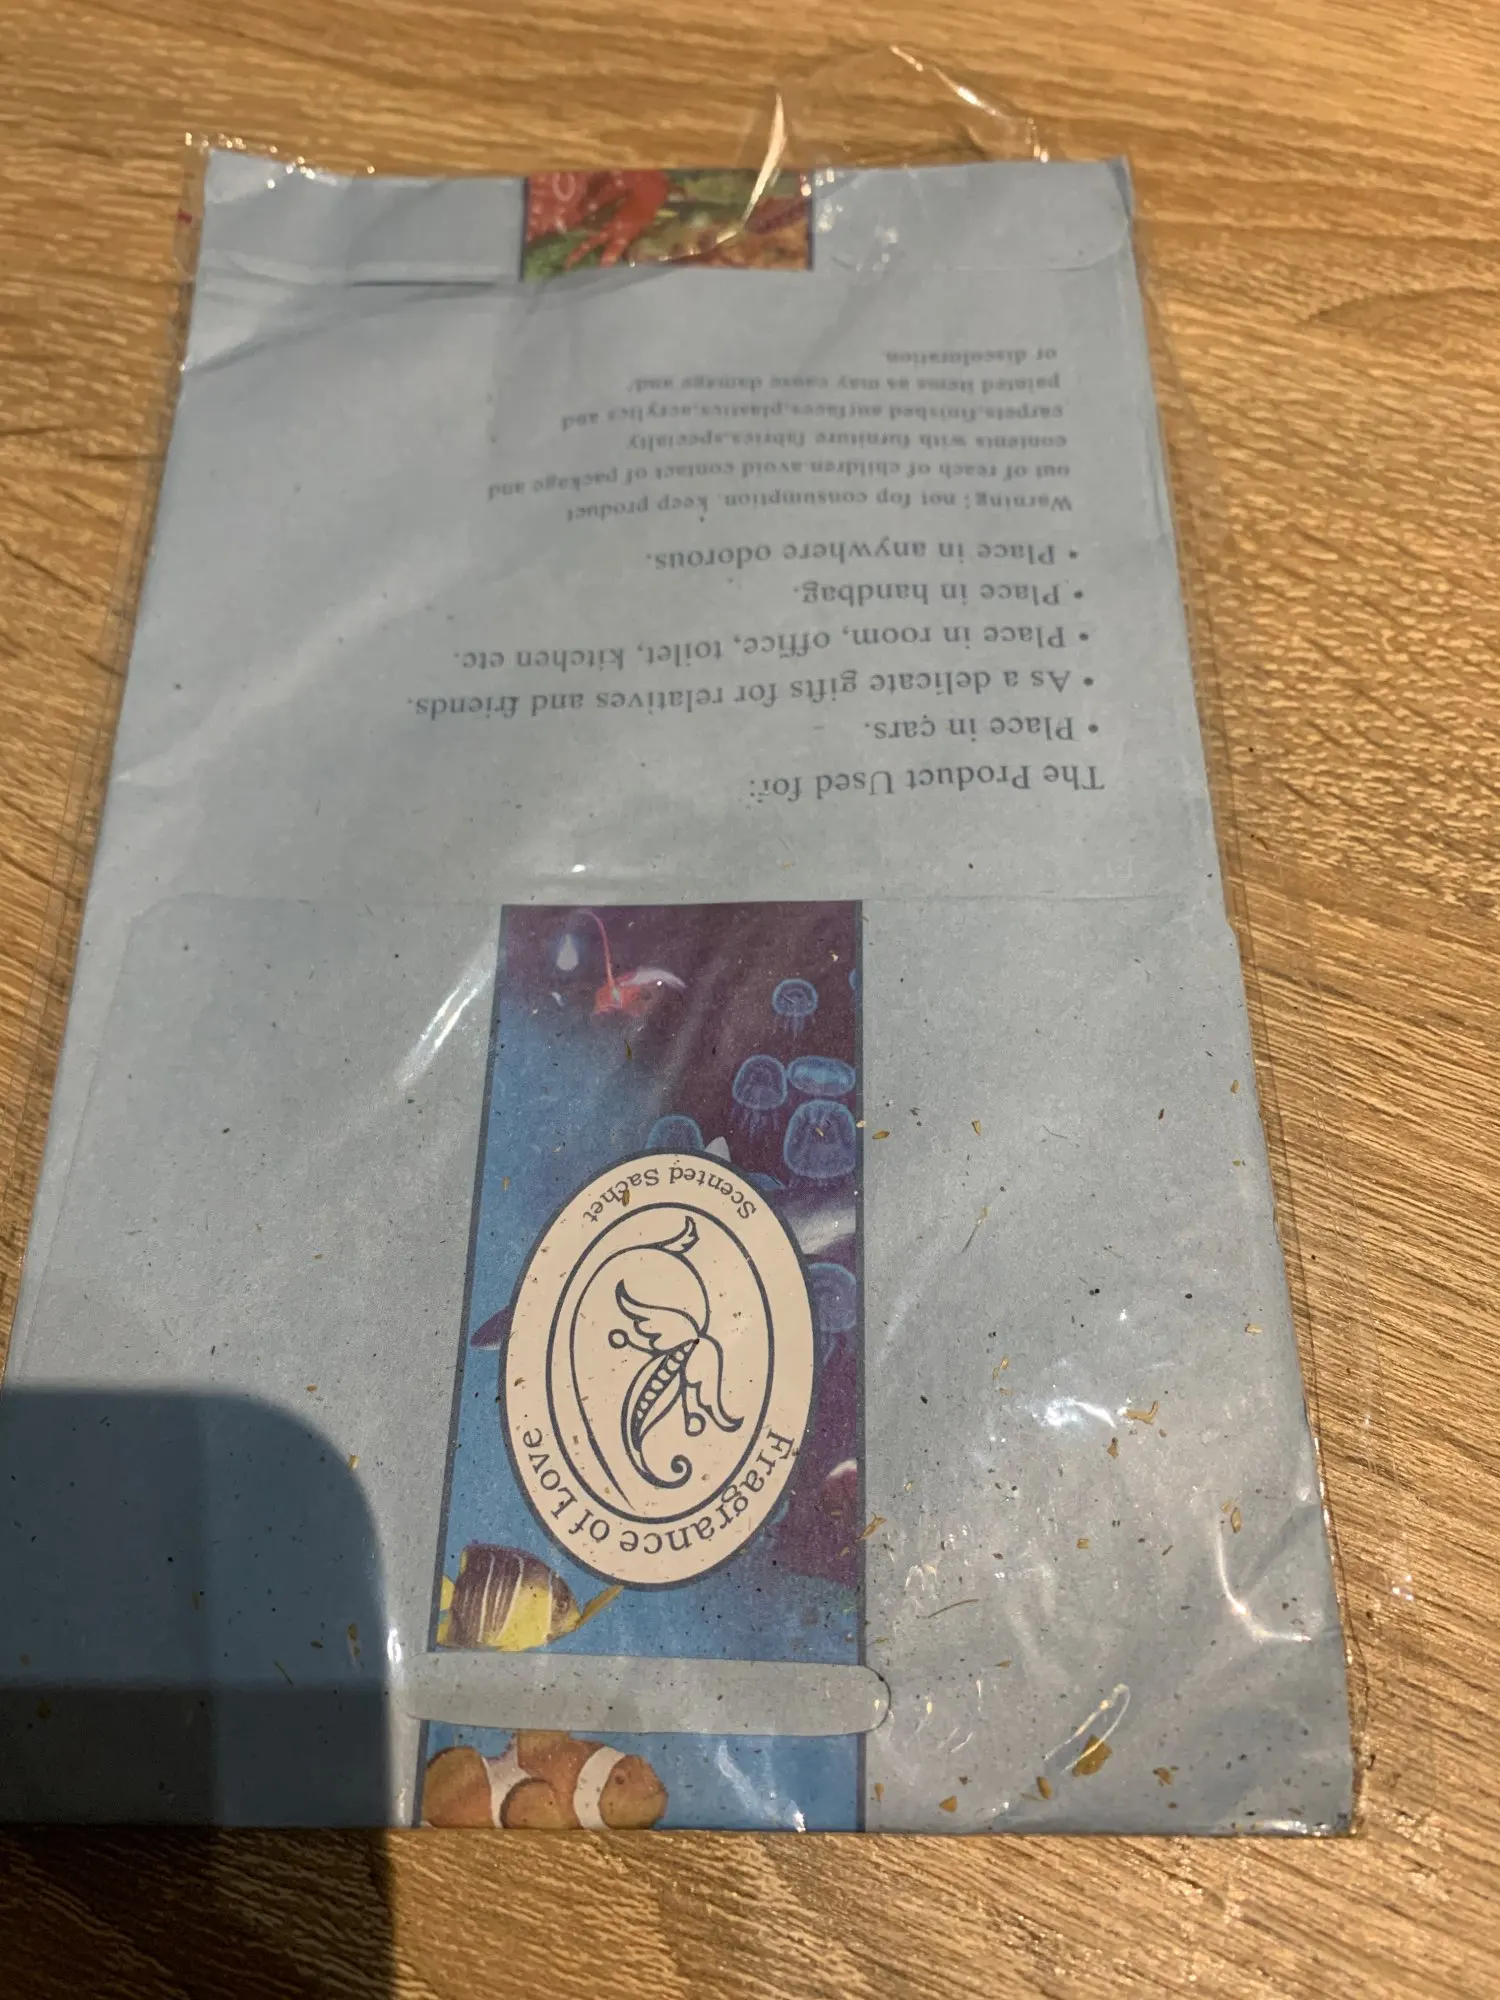 Fragrance of Love
Scented Sachet
The Product Used for:
• Place in cars.
• As a delicate gifts for relatives and friends.
• Place in room, office, toilet, kitchen etc.
• Place in handbag.
• Place in anywhere odorous.
Warning: not fop consumption. keep product
out of reach of children avoid contact of package and
contents with furniture fabrics,specialty
carpets,finished surfaces,plastics,acrylics and
painted items as may cause damage and/
or discoloration